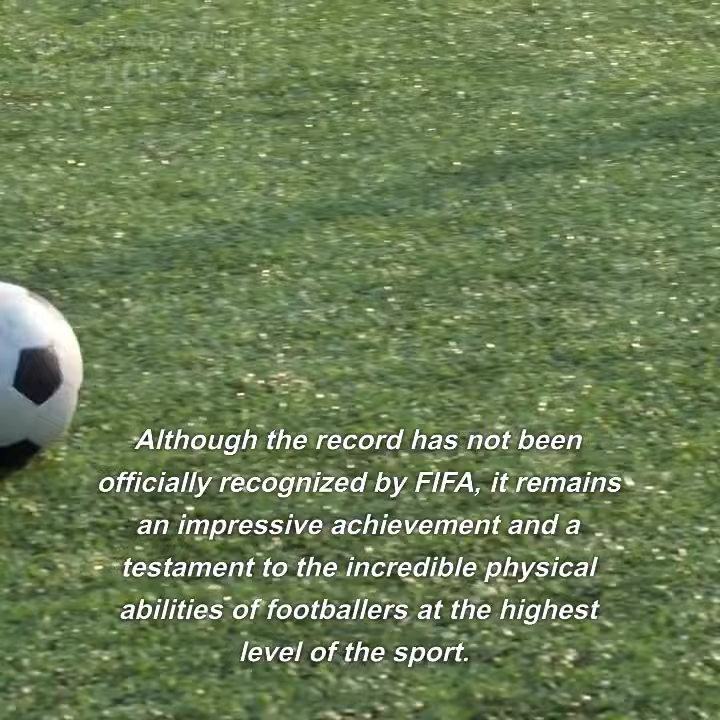 Although the record has not been
officially recognized by FIFA, it remains
an impressive achievement and a
testament to the incredible physical
abilities of footballers at the highest
level of the sport.